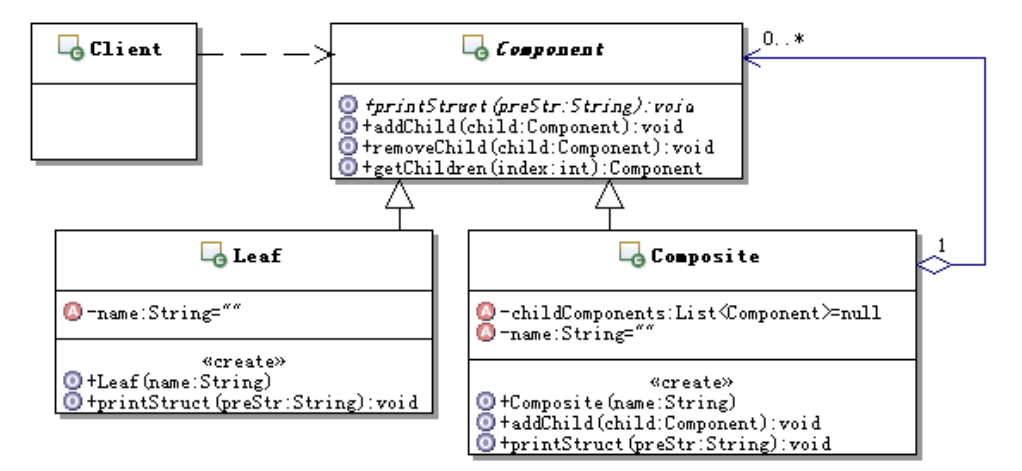 Client
Component
0..*
+printStruct(preStr:String):void
+addChild(child:Component):void
+removeChild(child:Component):void
+getChildren(index:int):Component
Leaf
-name:String=""
«create»
+Leaf(name:String)
+printStruct(preStr:String):void
Composite
1
-childComponents:List<Component>=null
-name:String=""
«create»
+Composite(name:String)
+addChild(child:Component):void
+printStruct(preStr:String):void